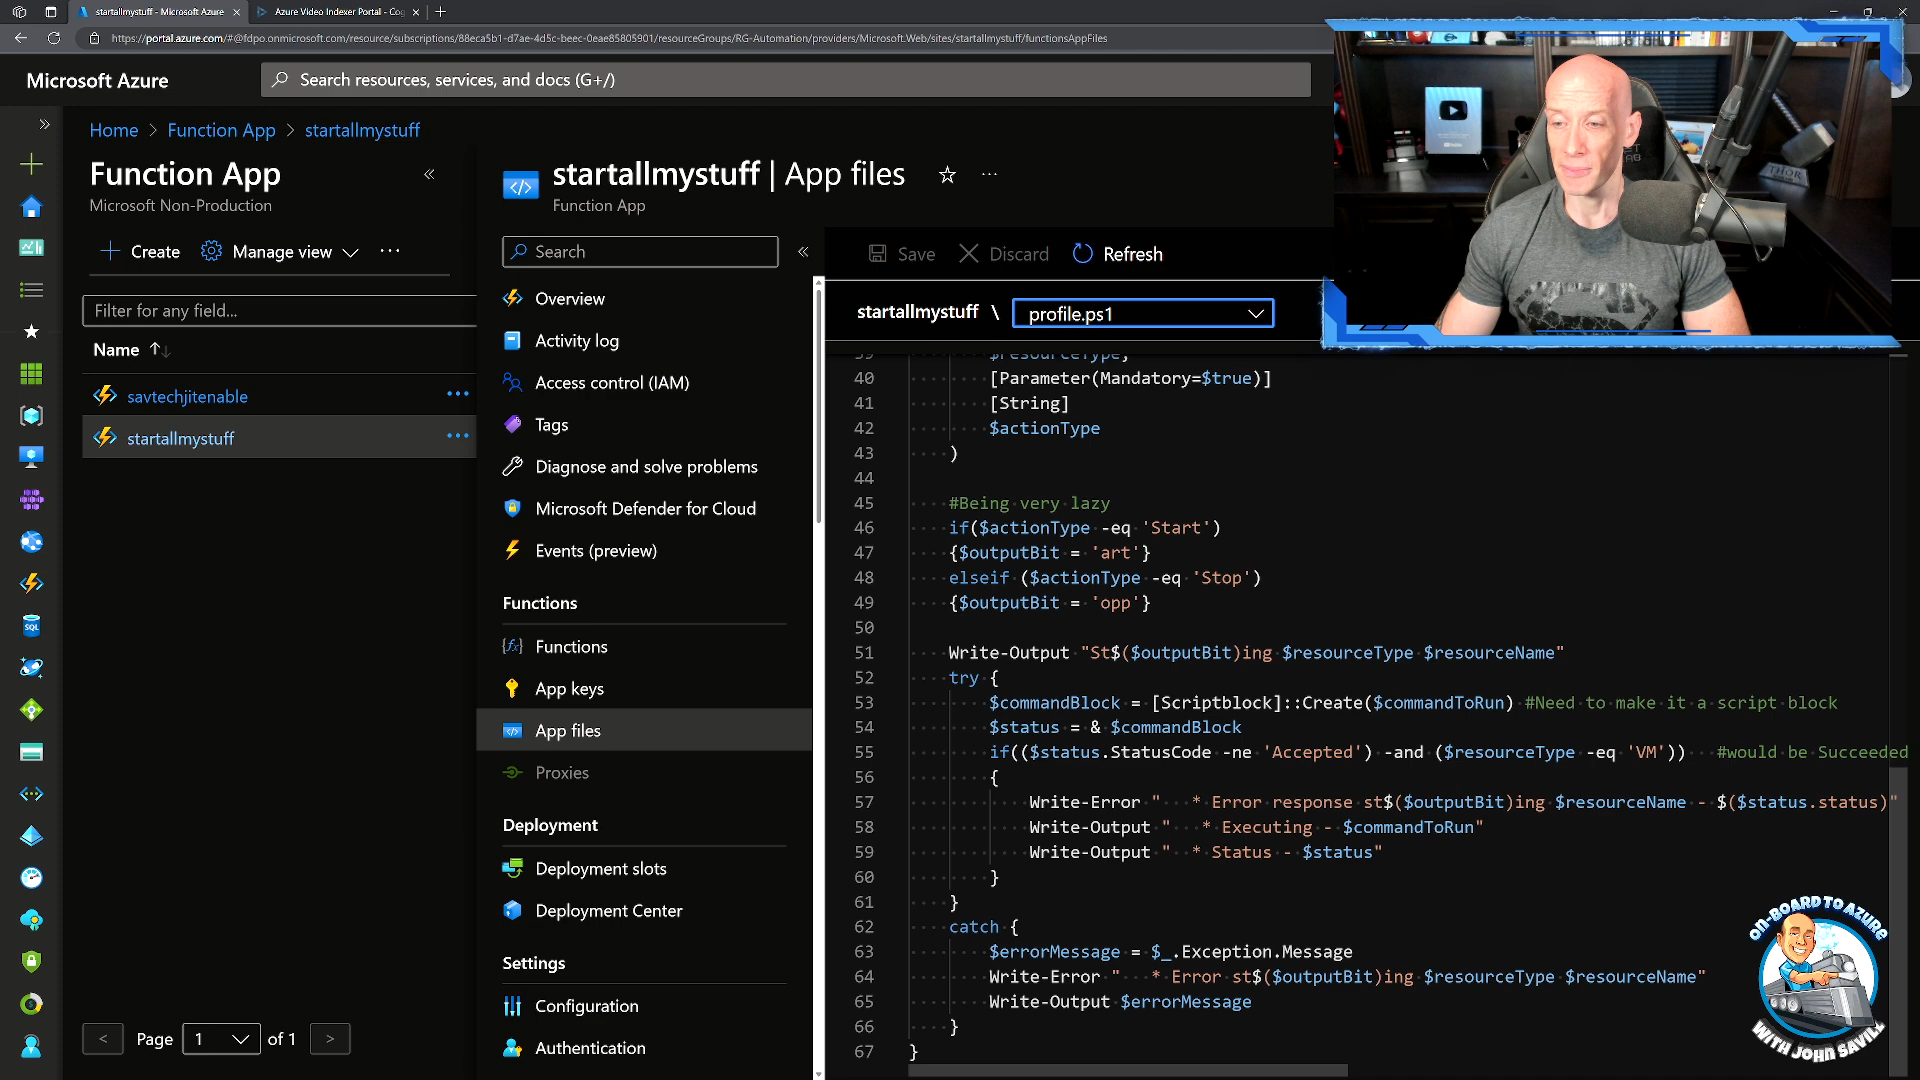 startallmystuff - Microsoft Azure
Azure Video Indexer Portal - Cog
https://portal.azure.com/#@fdpo.onmicrosoft.com/resource/subscriptions/88eca5b1-d7ae-4d5c-beec-0eae85805901/resourceGroups/RG-Automation/providers/Microsoft.Web/sites/startallmystuff/functionsAppFiles
Microsoft Azure
Search resources, services, and docs (G+/)
Home > Function App > startallmystuff
Function App
Microsoft Non-Production
Create
Manage view
Filter for any field...
Name
savtechjitenable
startallmystuff
Page 1 of 1
startallmystuff | App files
Function App
Search
Overview
Activity log
Access control (IAM)
Tags
Diagnose and solve problems
Microsoft Defender for Cloud
Events (preview)
Functions
Functions
App keys
App files
Proxies
Deployment
Deployment slots
Deployment Center
Settings
Configuration
Authentication
Save
Discard
Refresh
startallmystuff \ profile.ps1
39 $resourceType,
40 [Parameter(Mandatory=$true)]
41 [String]
42 $actionType
43 )
44
45 #Being very lazy
46 if($actionType -eq 'Start')
47 {$outputBit = 'art'}
48 elseif ($actionType -eq 'Stop')
49 {$outputBit = 'opp'}
50
51 Write-Output "St$($outputBit)ing $resourceType $resourceName"
52 try {
53 $commandBlock = [Scriptblock]::Create($commandToRun) #Need to make it a script block
54 $status = & $commandBlock
55 if(($status.StatusCode -ne 'Accepted') -and ($resourceType -eq 'VM')) #would be Succeeded
56 {
57 Write-Error " * Error response st$($outputBit)ing $resourceName - $($status.status)"
58 Write-Output " * Executing - $commandToRun"
59 Write-Output " * Status - $status"
60 }
61 }
62 catch {
63 $errorMessage = $_.Exception.Message
64 Write-Error " * Error st$($outputBit)ing $resourceType $resourceName"
65 Write-Output $errorMessage
66 }
67 }
THOR
SQL
ON-BOARD TO AZURE
WITH JOHN SAVILL